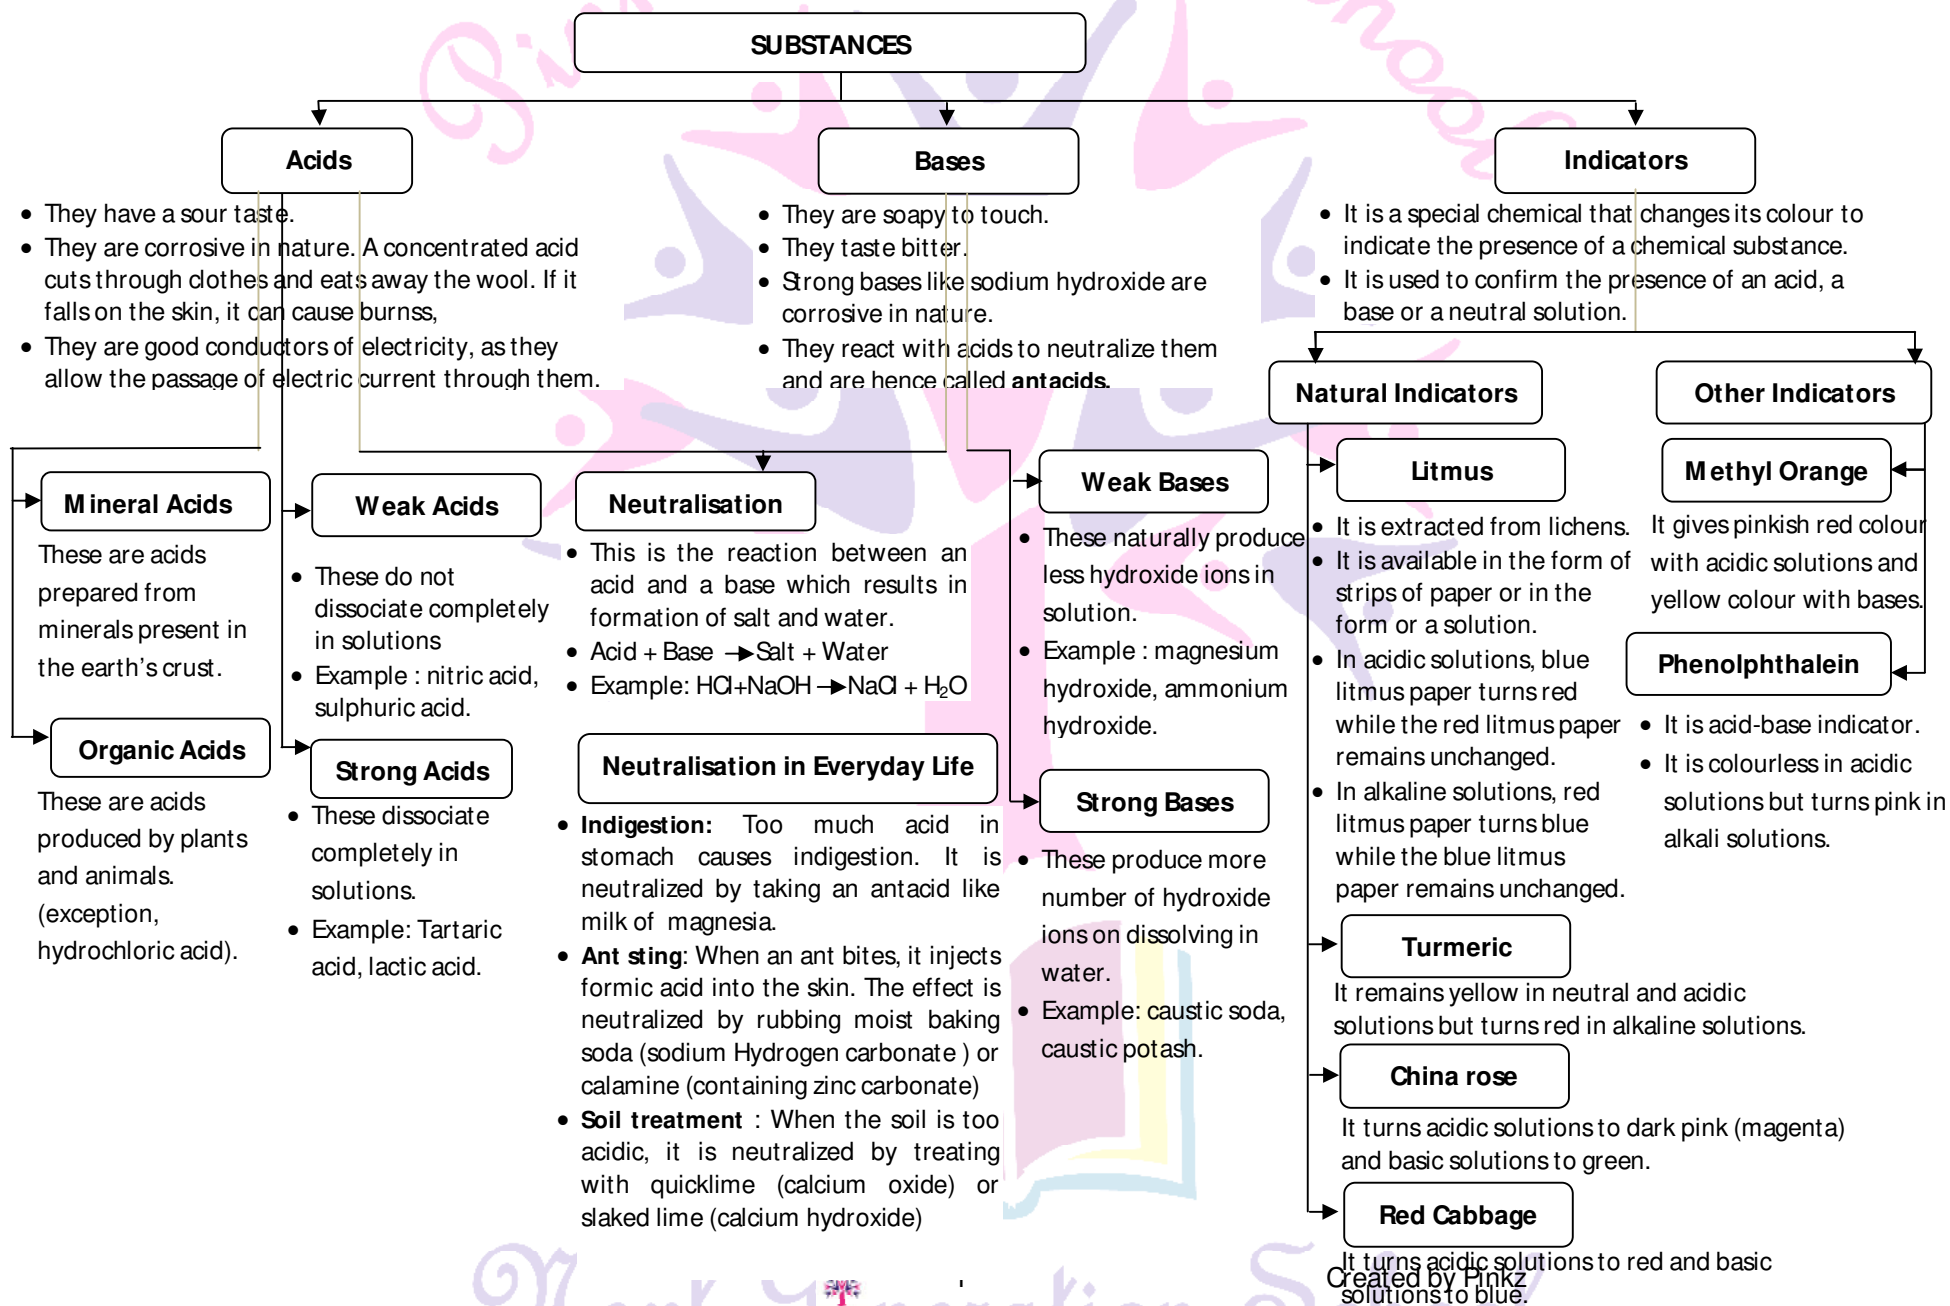 SUBSTANCES
Acids
• They have a sour taste.
• They are corrosive in nature. A concentrated acid
cuts through clothes and eats away the wool. If it
falls on the skin, it can cause burnss,
• They are good conductors of electricity, as they
allow the passage of electric current through them.
Bases
• They are soapy to touch.
• They taste bitter.
• Strong bases like sodium hydroxide are
corrosive in nature.
• They react with acids to neutralize them
and are hence called antacids.
Indicators
• It is a special chemical that changes its colour to
indicate the presence of a chemical substance.
• It is used to confirm the presence of an acid, a
base or a neutral solution.
Mineral Acids
These are acids
prepared from
minerals present in
the earth's crust.
Organic Acids
These are acids
produced by plants
and animals.
(exception,
hydrochloric acid).
Weak Acids
• These do not
dissociate completely
in solutions
• Example : nitric acid,
sulphuric acid.
Strong Acids
• These dissociate
completely in
solutions.
• Example: Tartaric
acid, lactic acid.
Neutralisation
• This is the reaction between an
acid and a base which results in
formation of salt and water.
• Acid + Base → Salt + Water
• Example: HCl+NaOH → NaCl + H₂O
Neutralisation in Everyday Life
• Indigestion: Too much acid in
stomach causes indigestion. It is
neutralized by taking an antacid like
milk of magnesia.
• Ant sting: When an ant bites, it injects
formic acid into the skin. The effect is
neutralized by rubbing moist baking
soda (sodium Hydrogen carbonate ) or
calamine (containing zinc carbonate)
• Soil treatment : When the soil is too
acidic, it is neutralized by treating
with quicklime (calcium oxide) or
slaked lime (calcium hydroxide)
Weak Bases
• These naturally produce
less hydroxide ions in
solution.
• Example : magnesium
hydroxide, ammonium
hydroxide.
Strong Bases
• These produce more
number of hydroxide
ions on dissolving in
water.
• Example: caustic soda,
caustic potash.
Natural Indicators
Litmus
• It is extracted from lichens.
• It is available in the form of
strips of paper or in the
form or a solution.
• In acidic solutions, blue
litmus paper turns red
while the red litmus paper
remains unchanged.
• In alkaline solutions, red
litmus paper turns blue
while the blue litmus
paper remains unchanged.
Turmeric
It remains yellow in neutral and acidic
solutions but turns red in alkaline solutions.
China rose
It turns acidic solutions to dark pink (magenta)
and basic solutions to green.
Red Cabbage
It turns acidic solutions to red and basic
solutions to blue.
Other Indicators
Methyl Orange
It gives pinkish red colour
with acidic solutions and
yellow colour with bases.
Phenolphthalein
• It is acid-base indicator.
• It is colourless in acidic
solutions but turns pink in
alkali solutions.
Created by Pinkz